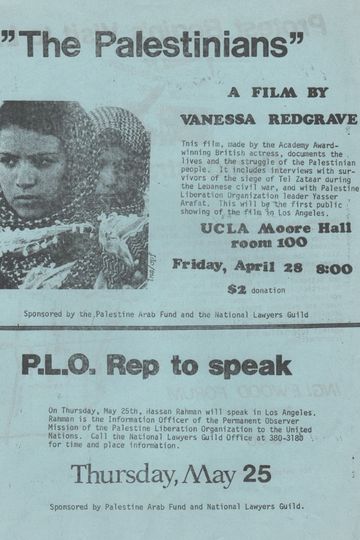 "The Palestinians"
A FILM BY
VANESSA REDGRAVE
This film, made by the Academy Award-
winning British actress, documents the
lives and the struggle of the Palestinian
people. It includes interviews with sur-
vivors of the siege of Tel Zataar during
the Lebanese civil war, and with Palestine
Liberation Organization leader Yasser
Arafat. This will be the first public
showing of the film in Los Angeles.
UCLA Moore Hall
room 100
Friday, April 28 8:00
$2 donation
Sponsored by the Palestine Arab Fund and the National Lawyers Guild
P.L.O. Rep to speak
On Thursday, May 25th, Hassan Rahman will speak in Los Angeles.
Rahman is the Information Officer of the Permanent Observer
Mission of the Palestine Liberation Organization to the United
Nations. Call the National Lawyers Guild Office at 380-3180
for time and place information.
Thursday, May 25
Sponsored by Palestine Arab Fund and National Lawyers Guild.